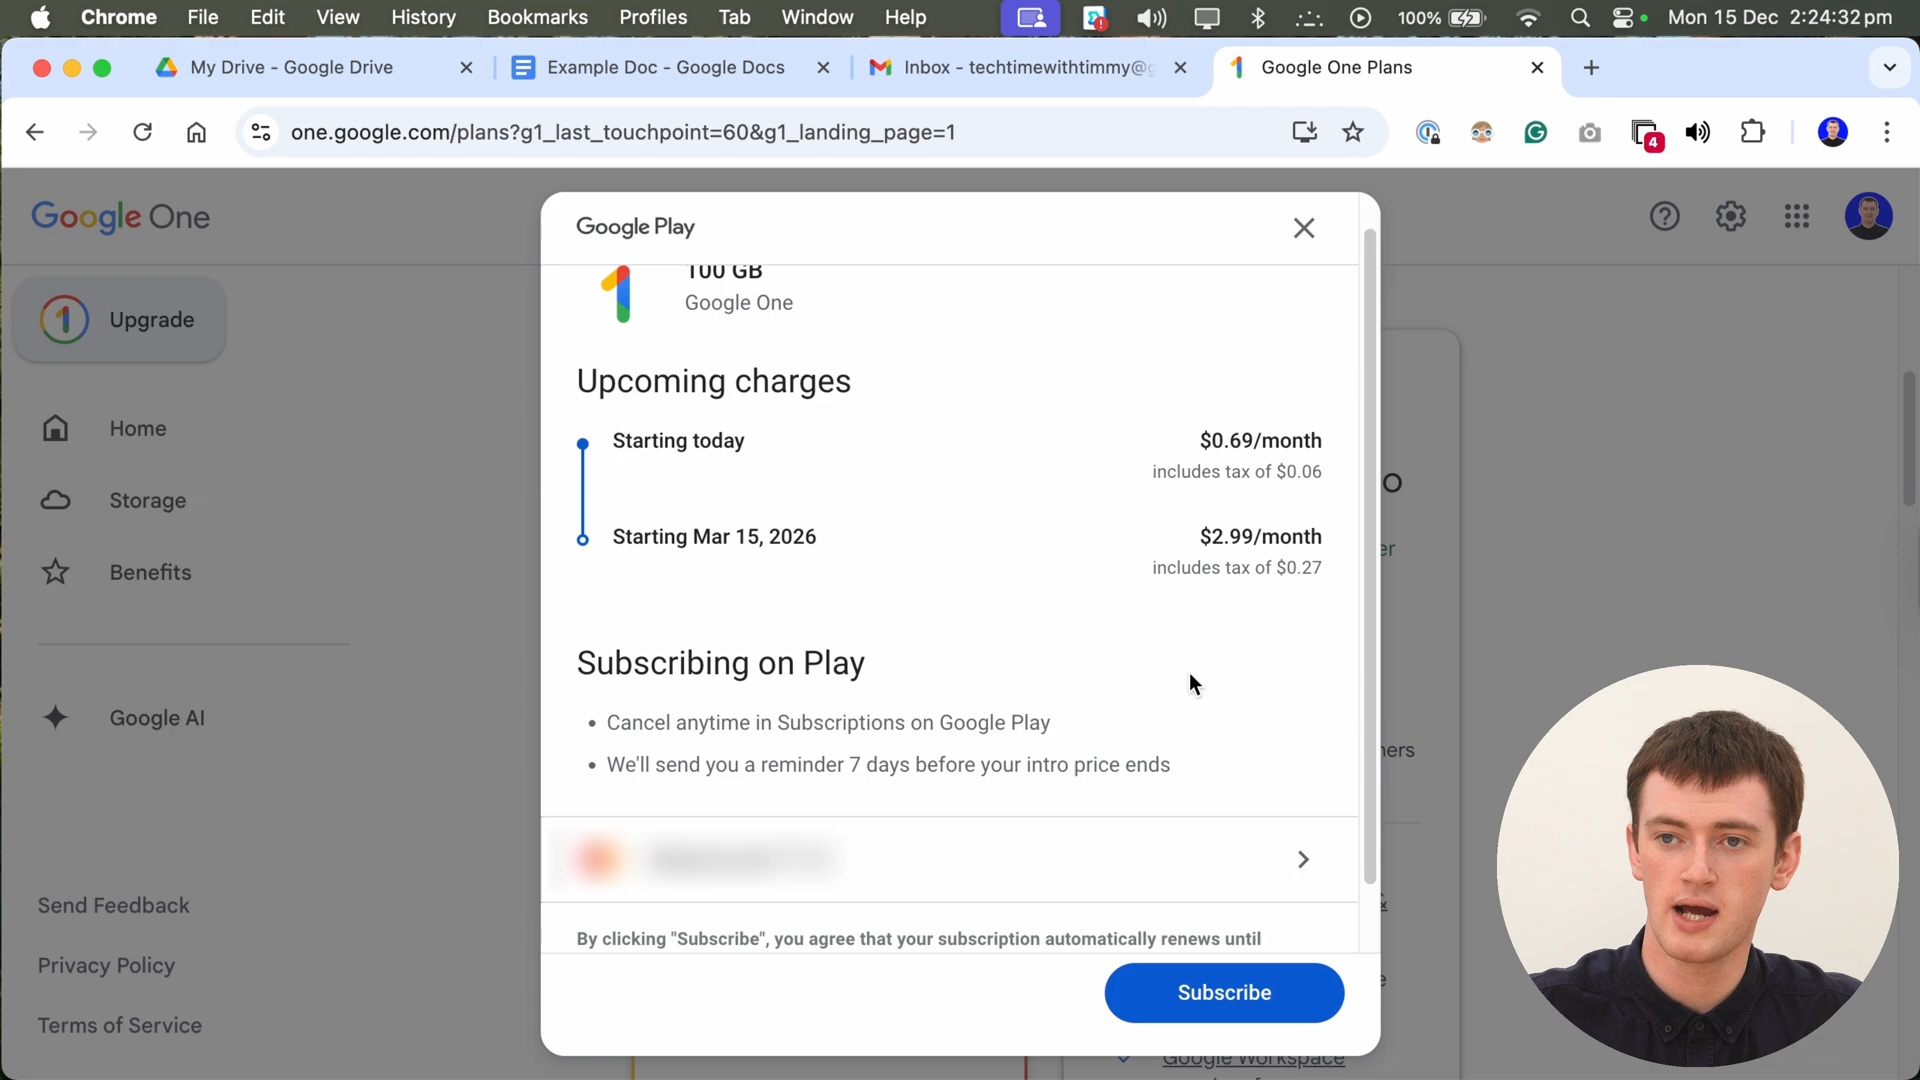 Chrome File Edit View History Bookmarks Profiles Tab Window Help 100% Mon 15 Dec 2:24:32 pm
My Drive - Google Drive Example Doc - Google Docs Inbox - techtimewithtimmy@ Google One Plans
one.google.com/plans?g1_last_touchpoint=60&g1_landing_page=1
4
Google One
Upgrade
Home
Storage
Benefits
Google AI
Send Feedback
Privacy Policy
Terms of Service
Google Play
100 GB
Google One
Upcoming charges
Starting today $0.69/month
includes tax of $0.06
Starting Mar 15, 2026 $2.99/month
includes tax of $0.27
Subscribing on Play
• Cancel anytime in Subscriptions on Google Play
• We'll send you a reminder 7 days before your intro price ends
By clicking "Subscribe", you agree that your subscription automatically renews until
Subscribe
Google Workspace